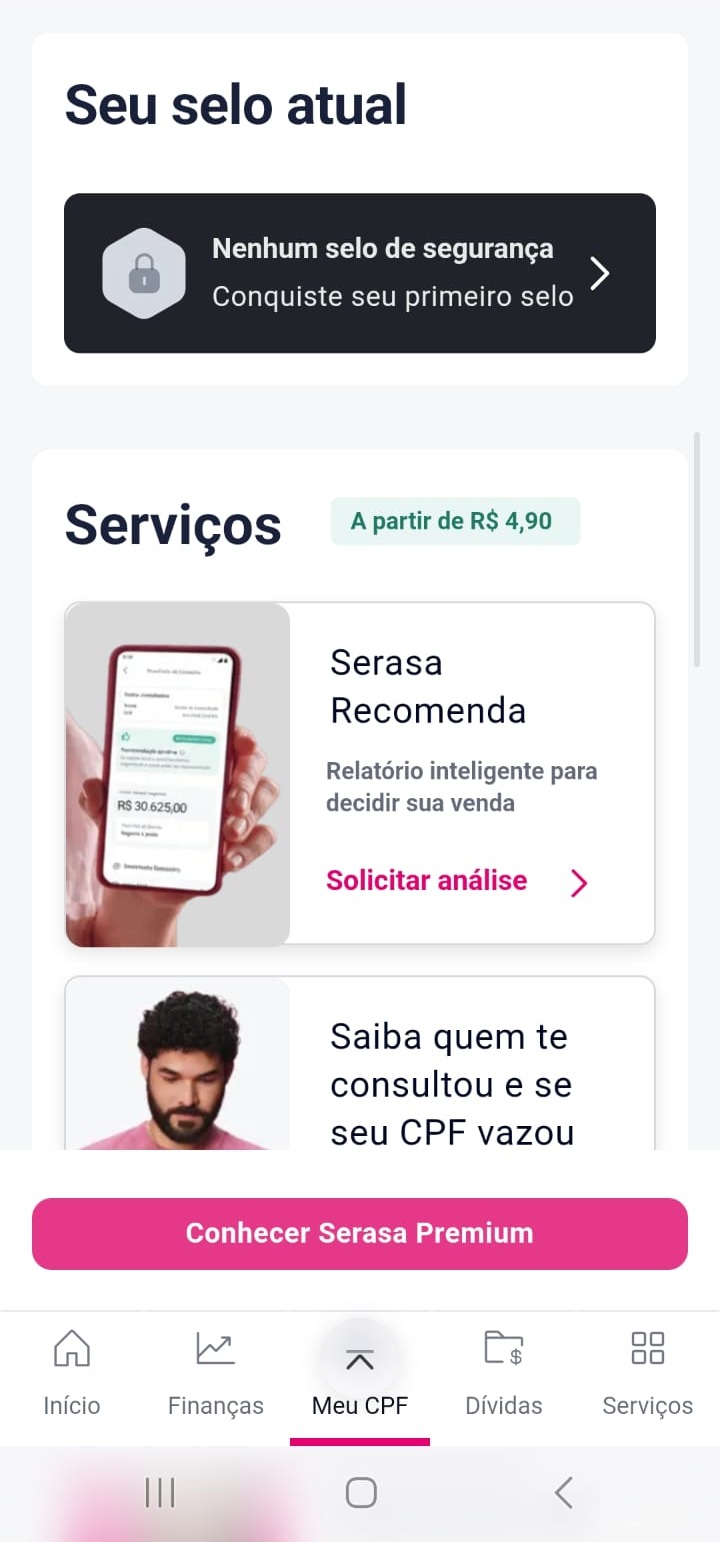 Seu selo atual
Nenhum selo de segurança
Conquiste seu primeiro selo
Serviços
A partir de R$ 4,90
Serasa
Recomenda
Relatório inteligente para
decidir sua venda
R$ 30.625,00
Solicitar análise
Saiba quem te
consultou e se
seu CPF vazou
Conhecer Serasa Premium
Início
Finanças
Meu CPF
Dívidas
Serviços